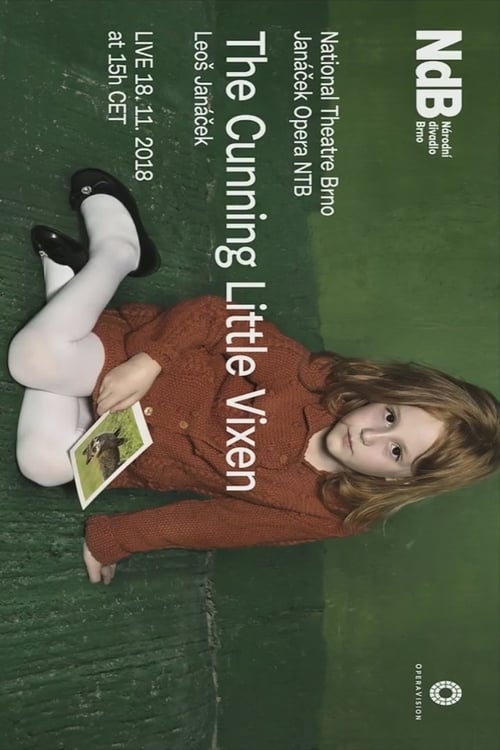 NdB
Národní
divadlo
Brno
National Theatre Brno
Janáček Opera NTB
The Cunning Little Vixen
Leoš Janáček
LIVE 18. 11. 2018
at 15h CET
OPERAVISION